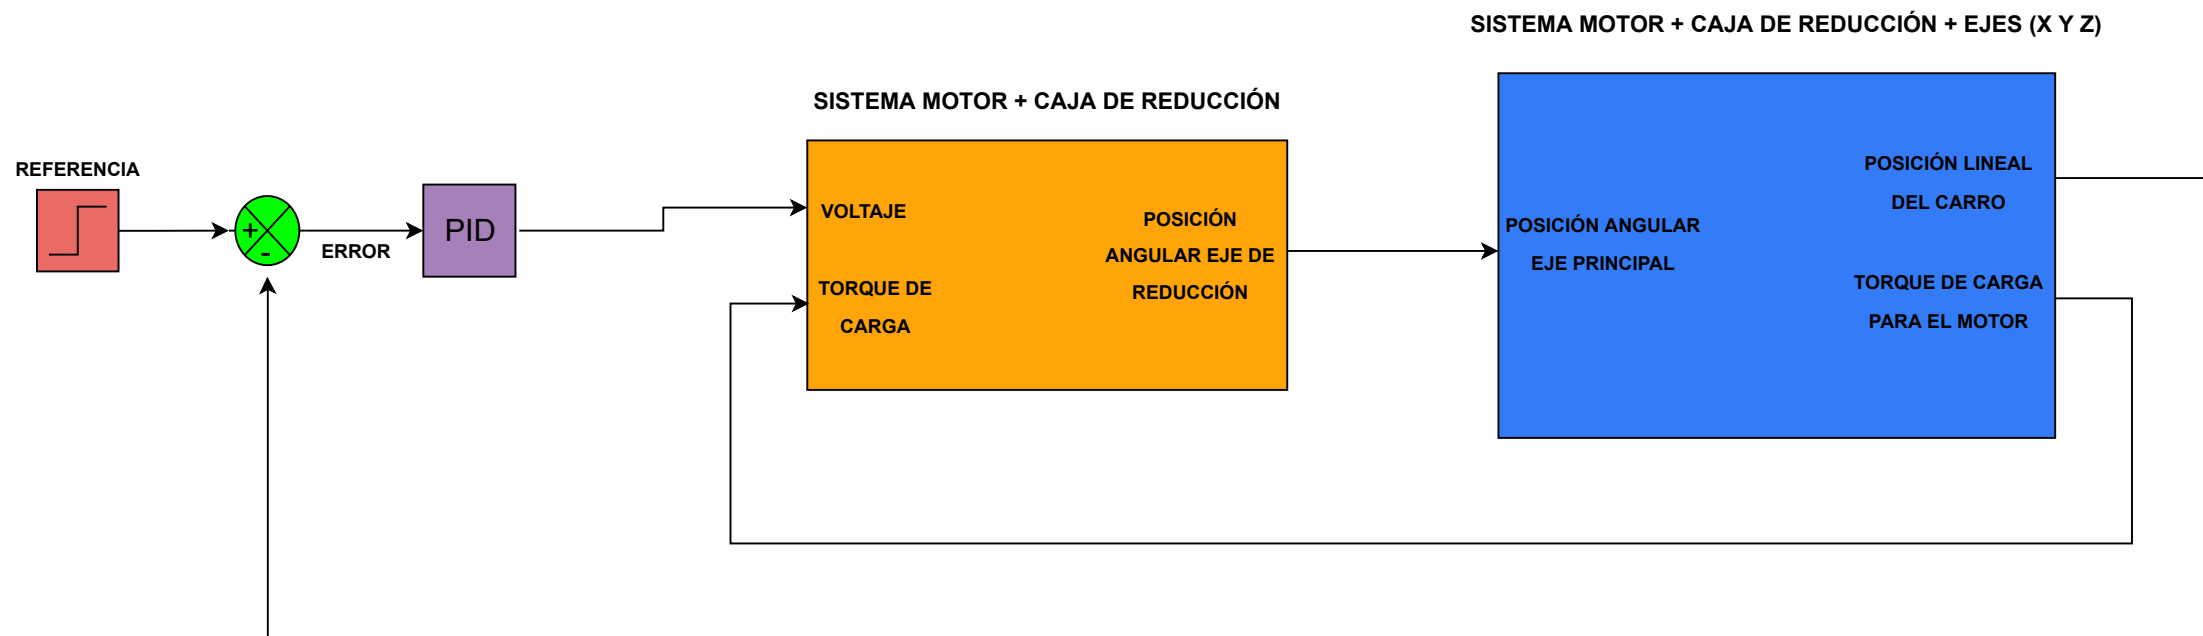 SISTEMA MOTOR + CAJA DE REDUCCIÓN + EJES (X Y Z)
SISTEMA MOTOR + CAJA DE REDUCCIÓN
REFERENCIA
+
-
ERROR
PID
VOLTAJE
TORQUE DE
CARGA
POSICIÓN
ANGULAR EJE DE
REDUCCIÓN
POSICIÓN ANGULAR
EJE PRINCIPAL
POSICIÓN LINEAL
DEL CARRO
TORQUE DE CARGA
PARA EL MOTOR